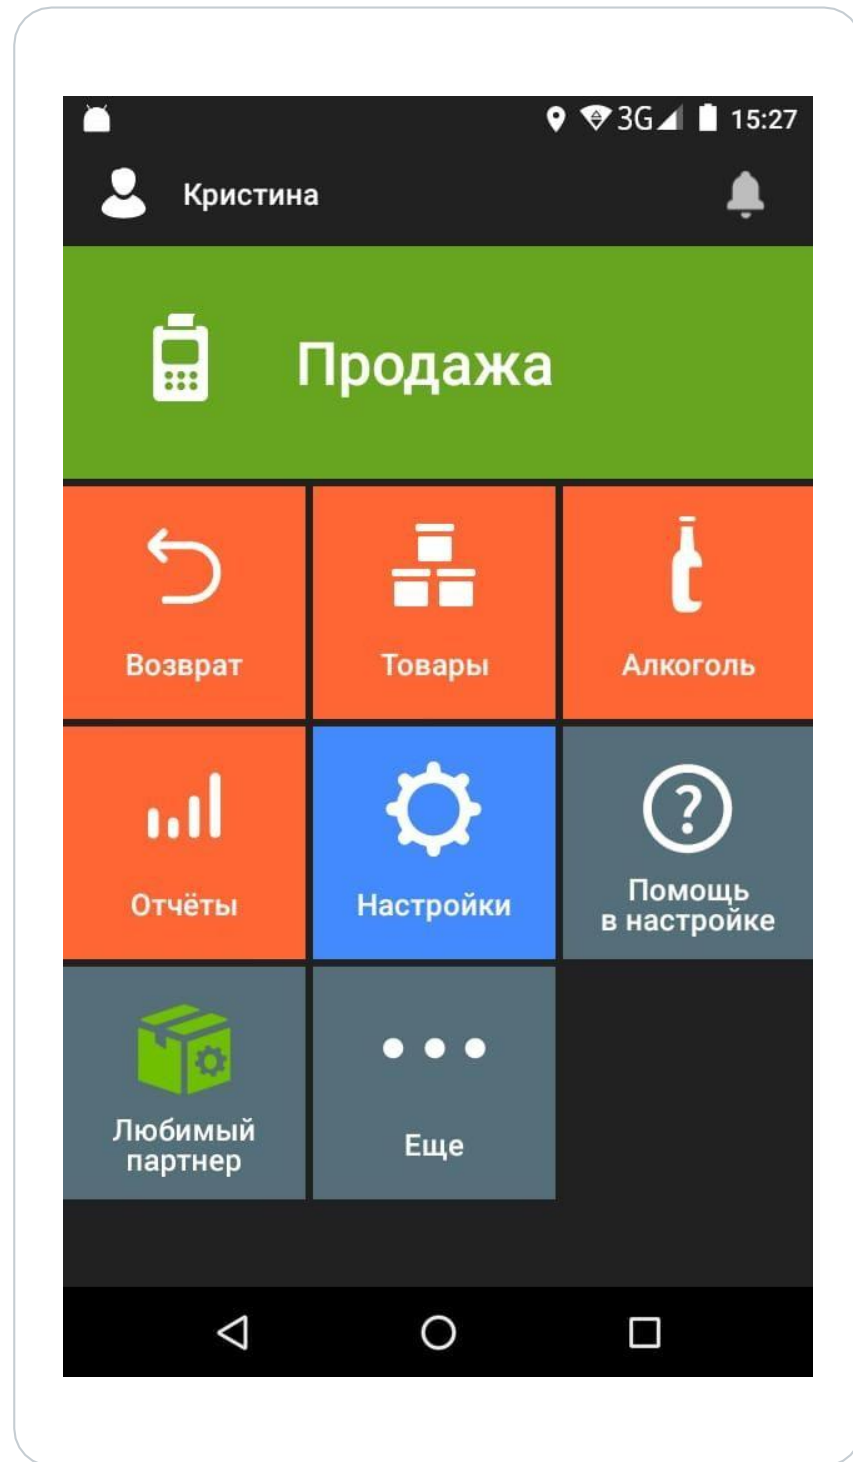 3G 15:27
Кристина
Продажа
Возврат Товары Алкоголь
Отчёты Настройки Помощь
в настройке
Любимый
партнер
Еще